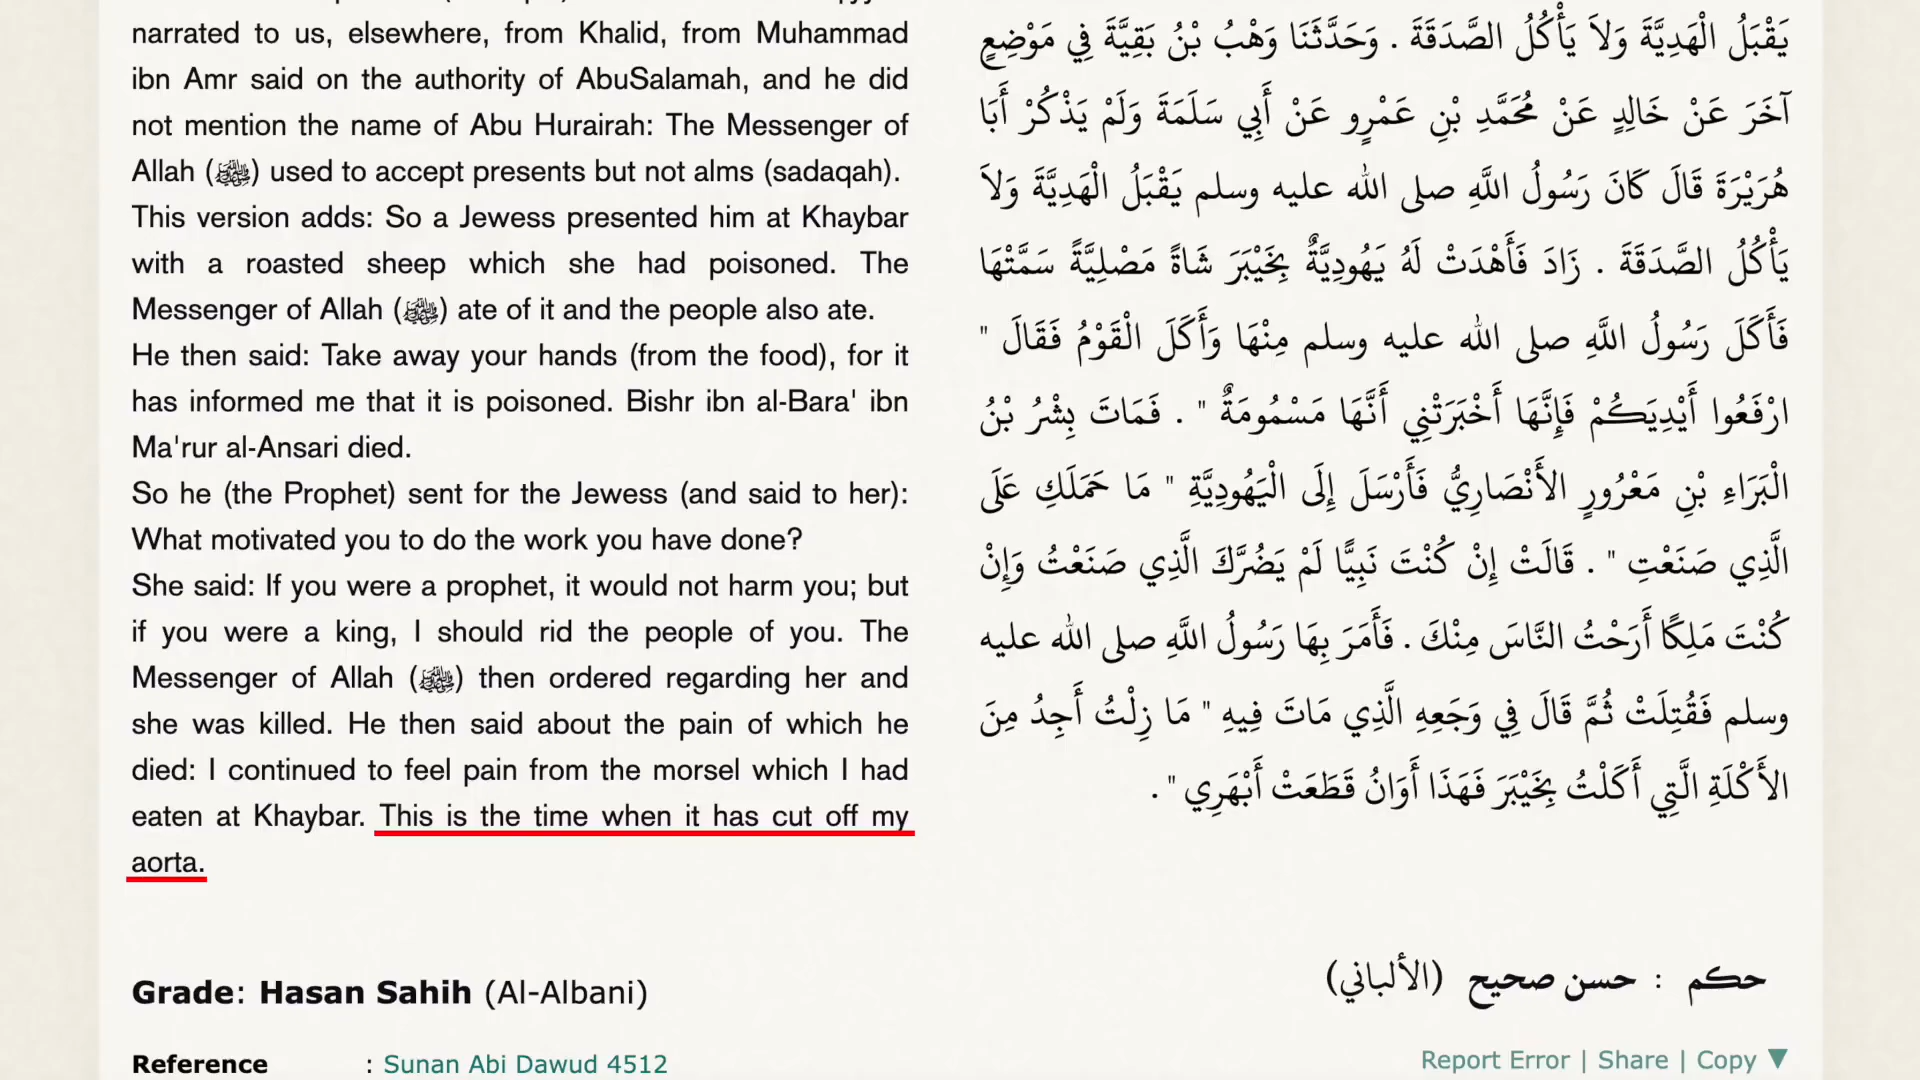 narrated to us, elsewhere, from Khalid, from Muhammad
ibn Amr said on the authority of AbuSalamah, and he did
not mention the name of Abu Hurairah: The Messenger of
Allah (ﷺ) used to accept presents but not alms (sadaqah).
This version adds: So a Jewess presented him at Khaybar
with a roasted sheep which she had poisoned. The
Messenger of Allah (ﷺ) ate of it and the people also ate.
He then said: Take away your hands (from the food), for it
has informed me that it is poisoned. Bishr ibn al-Bara' ibn
Ma'rur al-Ansari died.
So he (the Prophet) sent for the Jewess (and said to her):
What motivated you to do the work you have done?
She said: If you were a prophet, it would not harm you; but
if you were a king, I should rid the people of you. The
Messenger of Allah (ﷺ) then ordered regarding her and
she was killed. He then said about the pain of which he
died: I continued to feel pain from the morsel which I had
eaten at Khaybar. This is the time when it has cut off my
aorta.
يَقْبَلُ الْهَدِيَّةَ وَلاَ يَأْكُلُ الصَّدَقَةَ ‏.‏ وَحَدَّثَنَا وَهْبُ بْنُ بَقِيَّةَ فِي مَوْضِعٍ
آخَرَ عَنْ خَالِدٍ عَنْ مُحَمَّدِ بْنِ عَمْرٍو عَنْ أَبِي سَلَمَةَ وَلَمْ يَذْكُرْ أَبَا
هُرَيْرَةَ قَالَ كَانَ رَسُولُ اللَّهِ صلى الله عليه وسلم يَقْبَلُ الْهَدِيَّةَ وَلاَ
يَأْكُلُ الصَّدَقَةَ ‏.‏ زَادَ فَأَهْدَتْ لَهُ يَهُودِيَّةٌ بِخَيْبَرَ شَاةً مَصْلِيَّةً سَمَّتْهَا
فَأَكَلَ رَسُولُ اللَّهِ صلى الله عليه وسلم مِنْهَا وَأَكَلَ الْقَوْمُ فَقَالَ ‏"
ارْفَعُوا أَيْدِيَكُمْ فَإِنَّهَا أَخْبَرَتْنِي أَنَّهَا مَسْمُومَةٌ ‏"‏ ‏.‏ فَمَاتَ بِشْرُ بْنُ
الْبَرَاءِ بْنِ مَعْرُورٍ الأَنْصَارِيُّ فَأَرْسَلَ إِلَى الْيَهُودِيَّةِ ‏"‏ مَا حَمَلَكِ عَلَى
الَّذِي صَنَعْتِ ‏"‏ ‏.‏ قَالَتْ إِنْ كُنْتَ نَبِيًّا لَمْ يَضُرَّكَ الَّذِي صَنَعْتُ وَإِنْ
كُنْتَ مَلِكًا أَرَحْتُ النَّاسَ مِنْكَ ‏.‏ فَأَمَرَ بِهَا رَسُولُ اللَّهِ صلى الله عليه
وسلم فَقُتِلَتْ ثُمَّ قَالَ فِي وَجَعِهِ الَّذِي مَاتَ فِيهِ ‏"‏ مَا زِلْتُ أَجِدُ مِنَ
الأَكْلَةِ الَّتِي أَكَلْتُ بِخَيْبَرَ فَهَذَا أَوَانُ قَطَعَتْ أَبْهَرِي ‏"‏ ‏.‏
Grade: Hasan Sahih (Al-Albani)
حكم : حسن صحيح (الألباني)
Reference : Sunan Abi Dawud 4512
Report Error | Share | Copy ▼